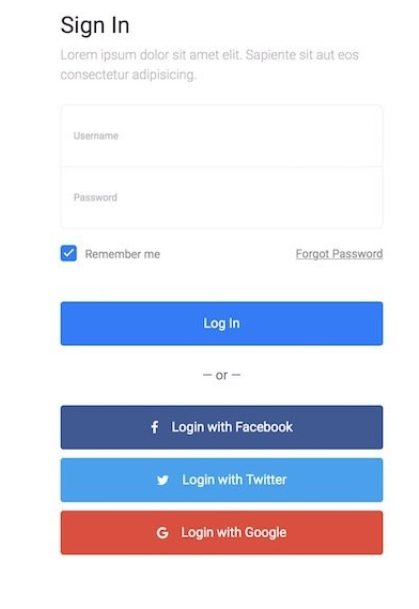 Sign In
Lorem ipsum dolor sit amet elit. Sapiente sit aut eos
consectetur adipisicing.
Username
Password
Remember me
Forgot Password
Log In
— or —
Login with Facebook
Login with Twitter
Login with Google